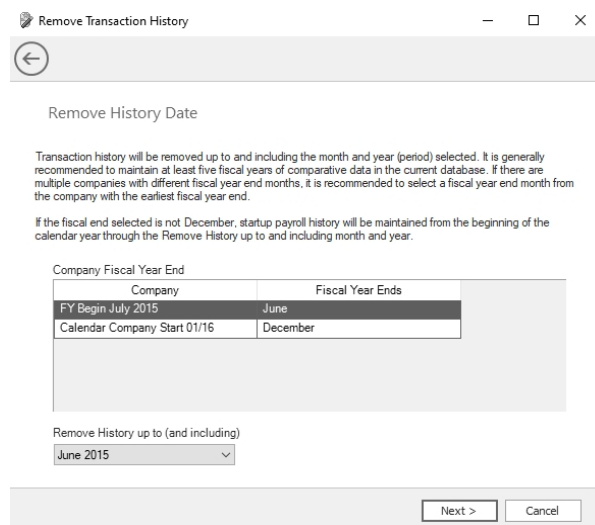 Remove Transaction History
Remove History Date
Transaction history will be removed up to and including the month and year (period) selected. It is generally
recommended to maintain at least five fiscal years of comparative data in the current database. If there are
multiple companies with different fiscal year end months, it is recommended to select a fiscal year end month from
the company with the earliest fiscal year end.
If the fiscal end selected is not December, startup payroll history will be maintained from the beginning of the
calendar year through the Remove History up to and including month and year.
Company Fiscal Year End
Company Fiscal Year Ends
FY Begin July 2015 June
Calendar Company Start 01/16 December
Remove History up to (and including)
June 2015
Next > Cancel